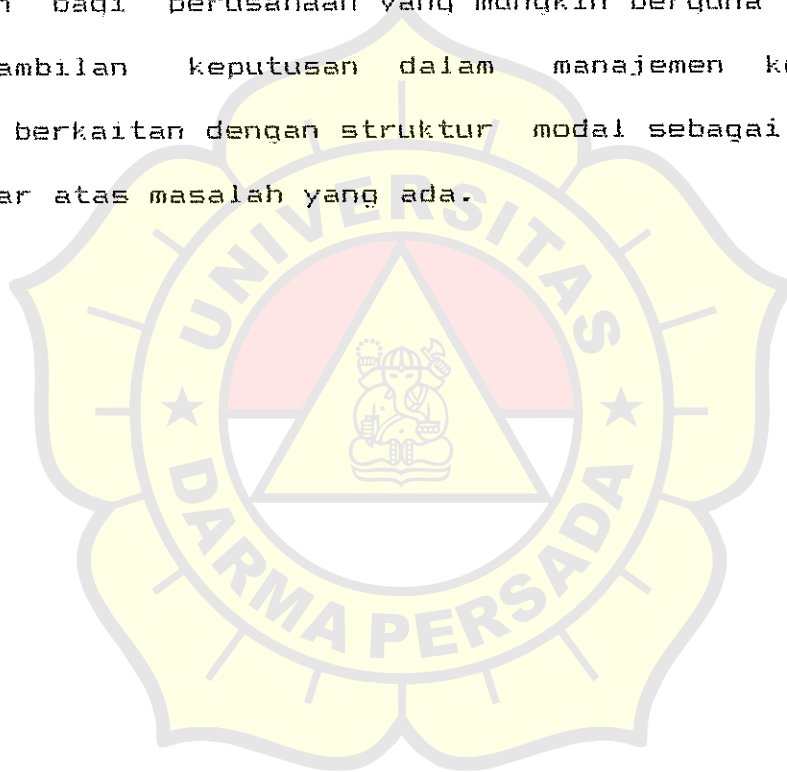 bagi perusahaan yang mungkin berguna
ambilan keputusan dalam manajemen ke
berkaitan dengan struktur modal sebagai
ar atas masalah yang ada.
UNIVERSITAS
DARMA PERSADA